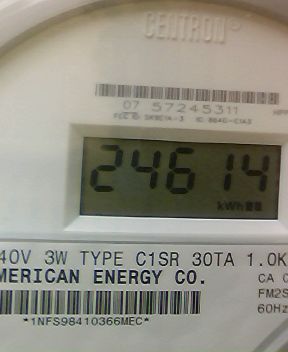 CENTRON®
07 57245311
24614
kWh
40V 3W TYPE C1SR 30TA 1.0K
MERICAN ENERGY CO.
CA
FM2S
60Hz
*1NFS98410366MEC*